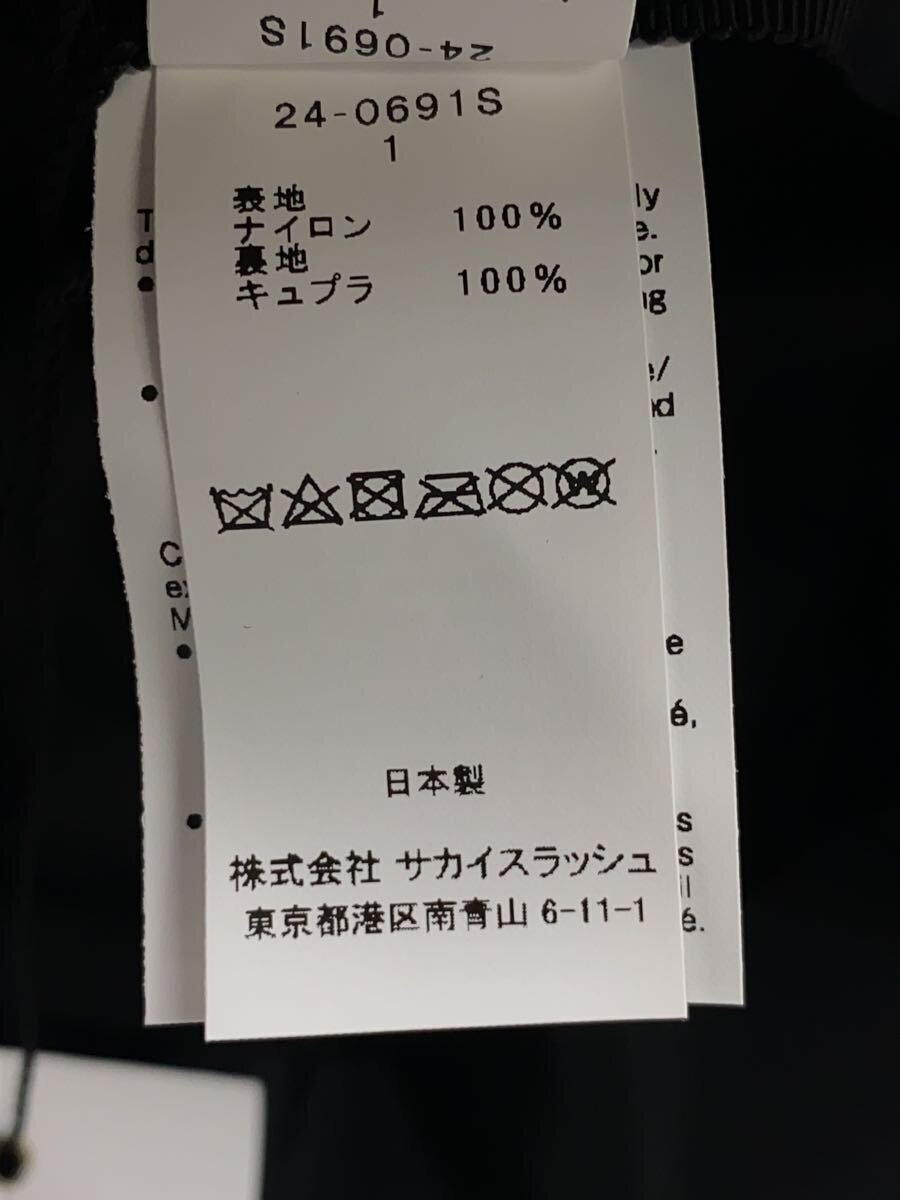 24-0691S
24-0691S
1
表地
ナイロン 100%
裏地
キュプラ 100%
日本製
株式会社 サカイスラッシュ
東京都港区南青山 6-11-1